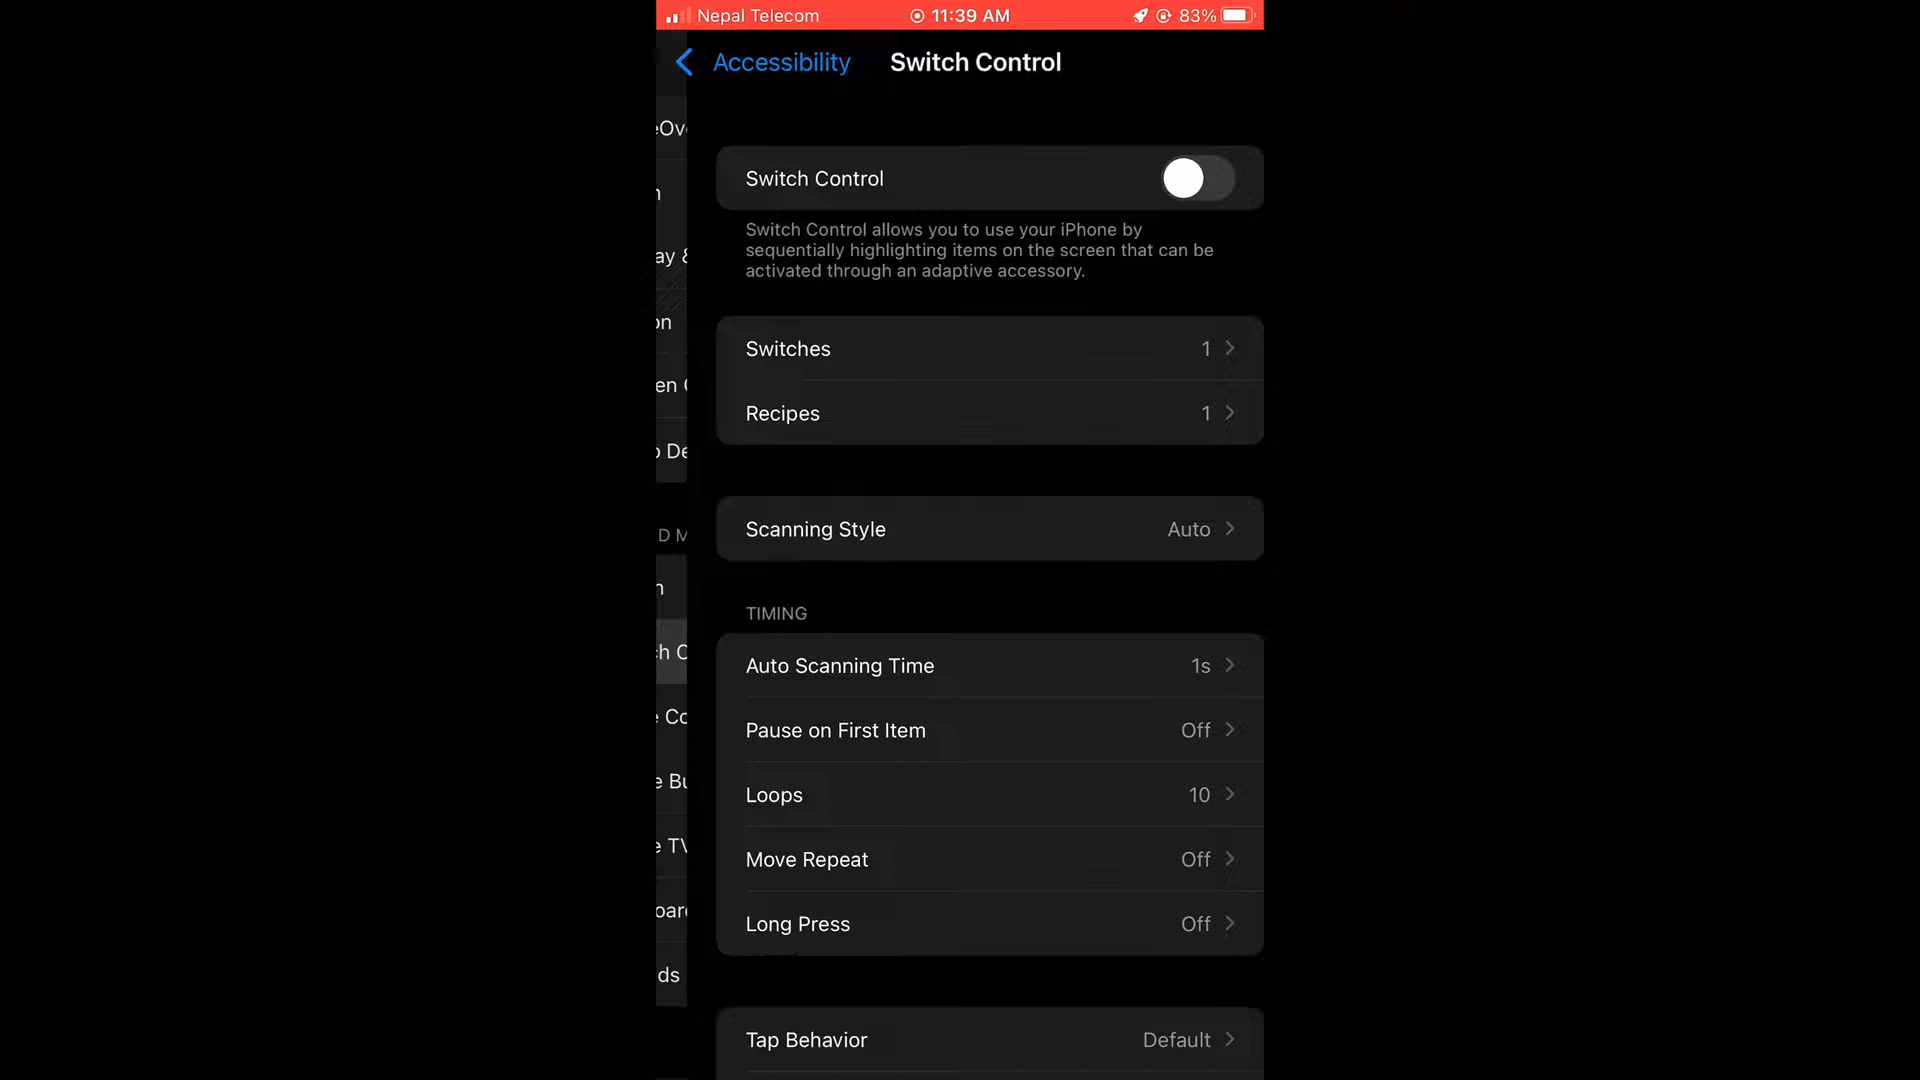 Nepal Telecom 11:39 AM 83%
Accessibility Switch Control
Switch Control
Switch Control allows you to use your iPhone by
sequentially highlighting items on the screen that can be
activated through an adaptive accessory.
Switches 1
Recipes 1
Scanning Style Auto
TIMING
Auto Scanning Time 1s
Pause on First Item Off
Loops 10
Move Repeat Off
Long Press Off
Tap Behavior Default